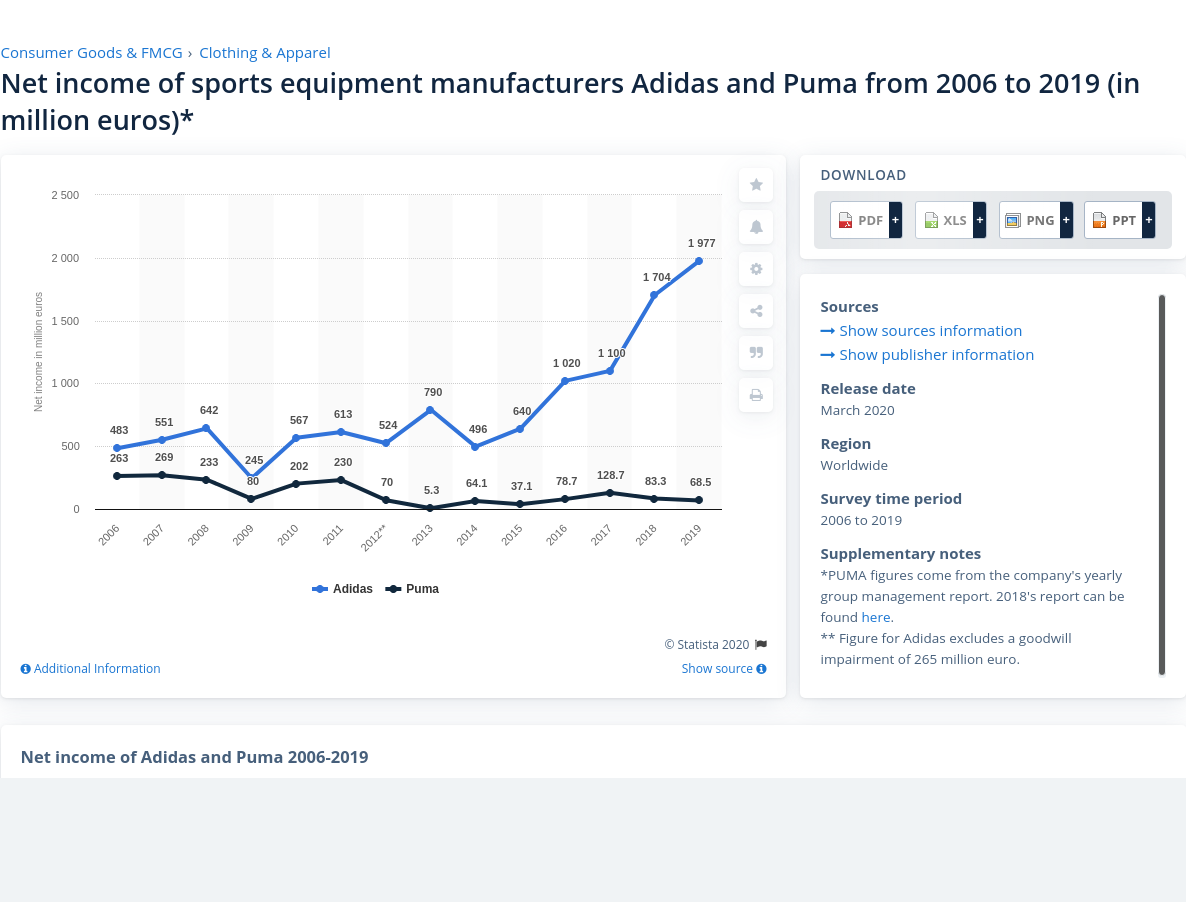 Consumer Goods & FMCG › Clothing & Apparel
Net income of sports equipment manufacturers Adidas and Puma from 2006 to 2019 (in
million euros)*
DOWNLOAD
PDF + XLS + PNG + PPT +
Net income in million euros
2 500
2 000
1 500
1 000
500
0
483 551 642 245 567 613 524 790 496 640 1 020 1 100 1 704 1 977
263 269 233 80 202 230 70 5.3 64.1 37.1 78.7 128.7 83.3 68.5
2006 2007 2008 2009 2010 2011 2012** 2013 2014 2015 2016 2017 2018 2019
Adidas Puma
© Statista 2020
Additional Information
Show source
Sources
Show sources information
Show publisher information
Release date
March 2020
Region
Worldwide
Survey time period
2006 to 2019
Supplementary notes
*PUMA figures come from the company's yearly
group management report. 2018's report can be
found here.
** Figure for Adidas excludes a goodwill
impairment of 265 million euro.
Net income of Adidas and Puma 2006-2019